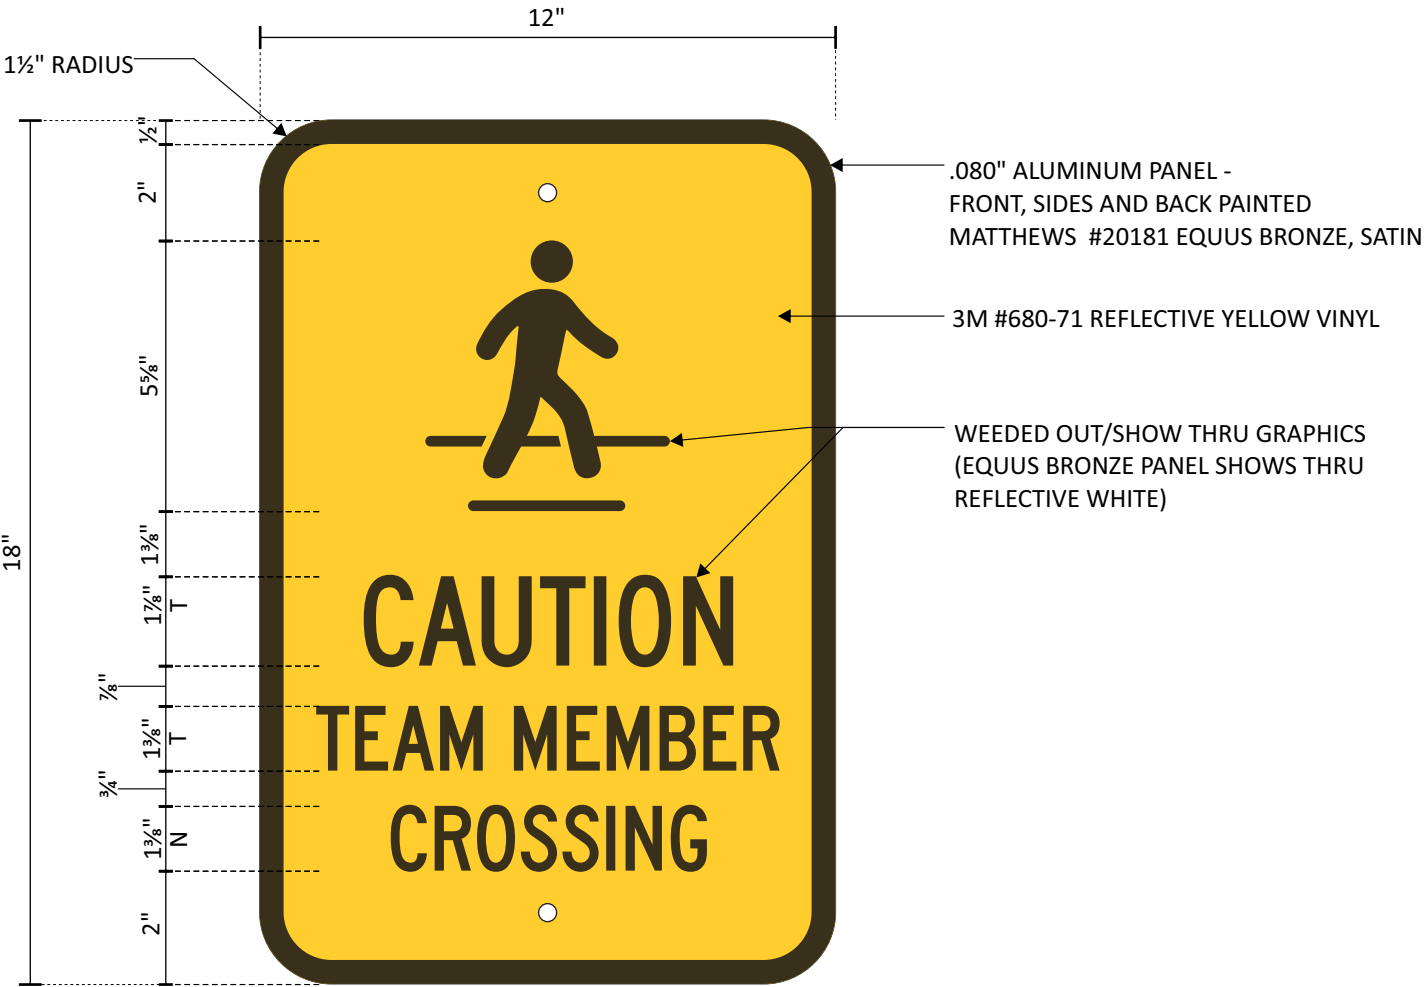 12"
1½" RADIUS
½"
2"
.080" ALUMINUM PANEL -
FRONT, SIDES AND BACK PAINTED
MATTHEWS  #20181 EQUUS BRONZE, SATIN
3M #680-71 REFLECTIVE YELLOW VINYL
5⅝"
WEEDED OUT/SHOW THRU GRAPHICS
(EQUUS BRONZE PANEL SHOWS THRU
REFLECTIVE WHITE)
18"
1⅜"
1⅞"
T
CAUTION
⅞"
1⅜"
T
TEAM MEMBER
¾"
1⅜"
N
CROSSING
2"